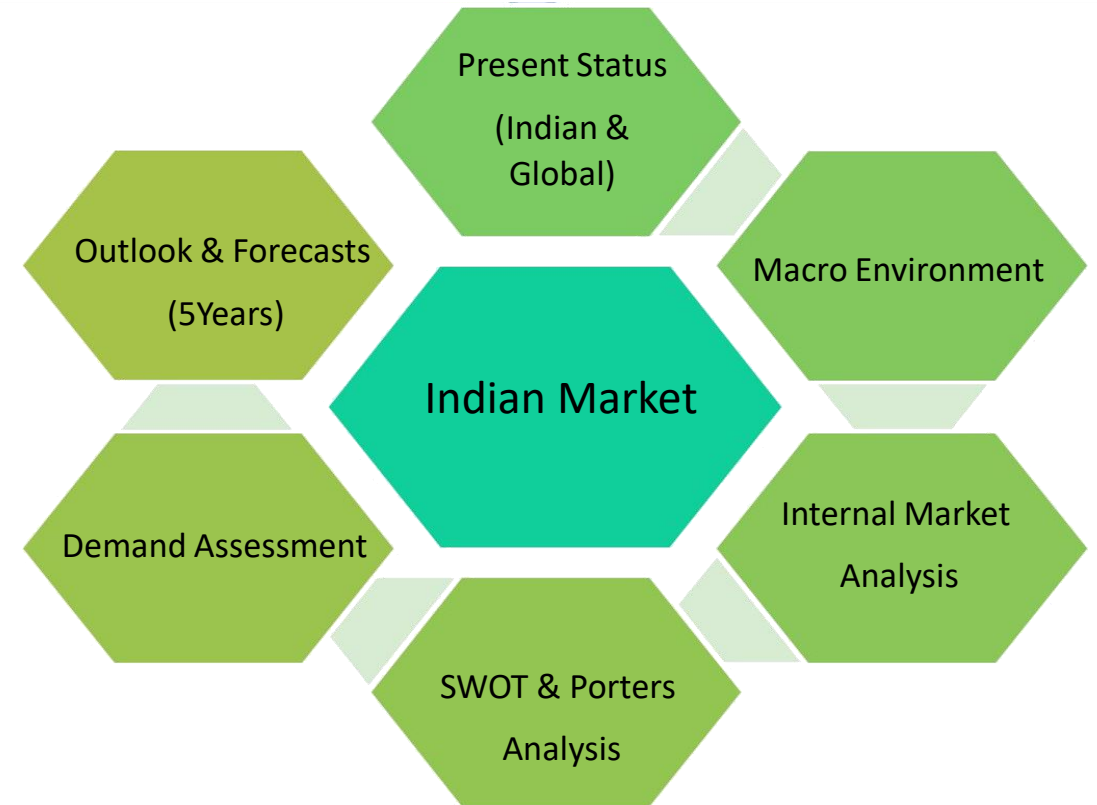 Present Status
(Indian &
Global)
Macro Environment
Internal Market
Analysis
SWOT & Porters
Analysis
Demand Assessment
Outlook & Forecasts
(5Years)
Indian Market